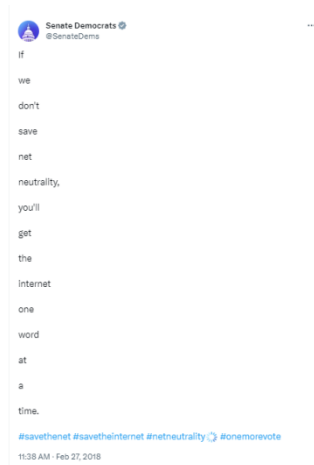 Senate Democrats
@SenateDems
If
we
don't
save
net
neutrality,
you'll
get
the
internet
one
word
at
a
time.
#savethenet #savetheinternet #netneutrality #onemorevote
11:38 AM · Feb 27, 2018